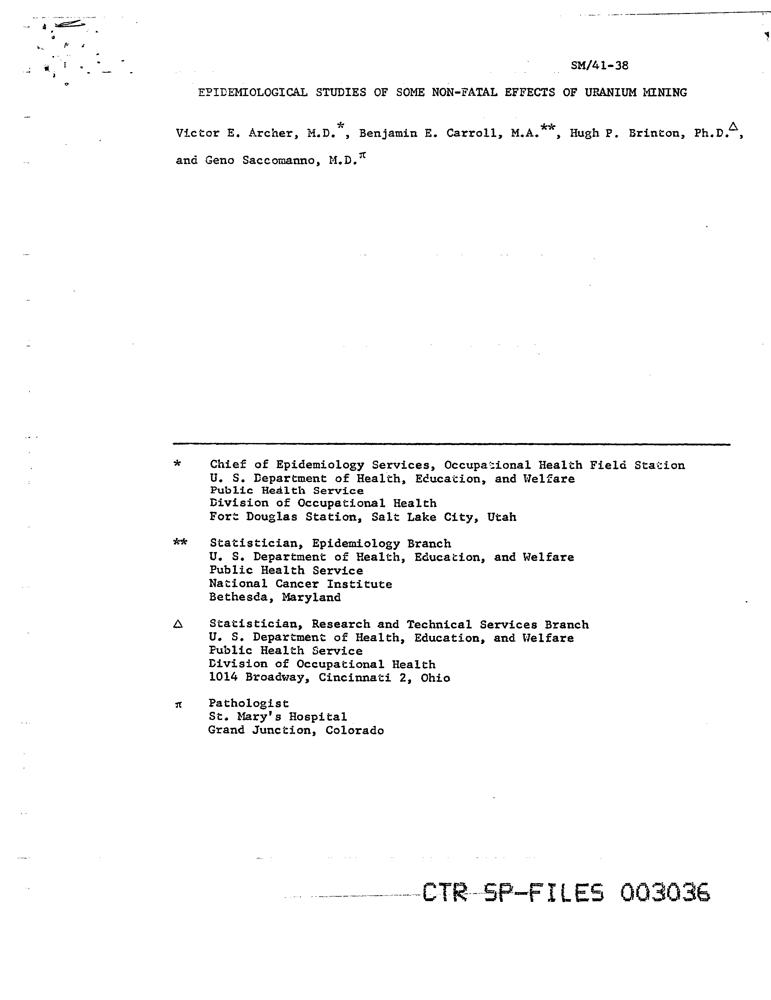 SM/41-38
EPIDEMIOLOGICAL STUDIES OF SOME NON-FATAL EFFECTS OF URANIUM MINING
Victor E. Archer, M.D.*, Benjamin E. Carroll, M.A.**, Hugh P. Brinton, Ph.D.△,
and Geno Saccomanno, M.D.π
* Chief of Epidemiology Services, Occupational Health Field Station
U. S. Department of Health, Education, and Welfare
Public Health Service
Division of Occupational Health
Fort Douglas Station, Salt Lake City, Utah
** Statistician, Epidemiology Branch
U. S. Department of Health, Education, and Welfare
Public Health Service
National Cancer Institute
Bethesda, Maryland
△ Statistician, Research and Technical Services Branch
U. S. Department of Health, Education, and Welfare
Public Health Service
Division of Occupational Health
1014 Broadway, Cincinnati 2, Ohio
π Pathologist
St. Mary's Hospital
Grand Junction, Colorado
CTR SP-FILES 003036